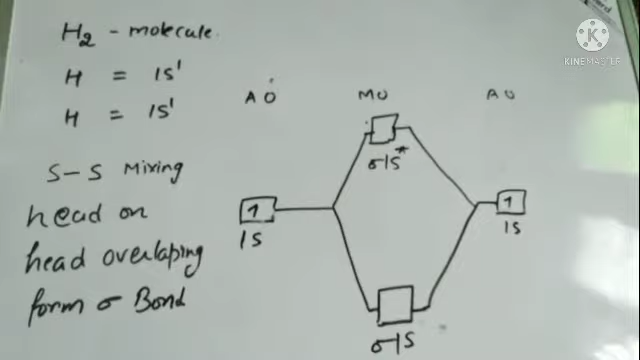 H₂ - molecule.
H = 1S¹
H = 1S¹
S-S mixing
head on
head overlaping
form σ Bond
AO MO AO
σ1S*
1
1S
1
1S
σ1S
K
KINEMASTER